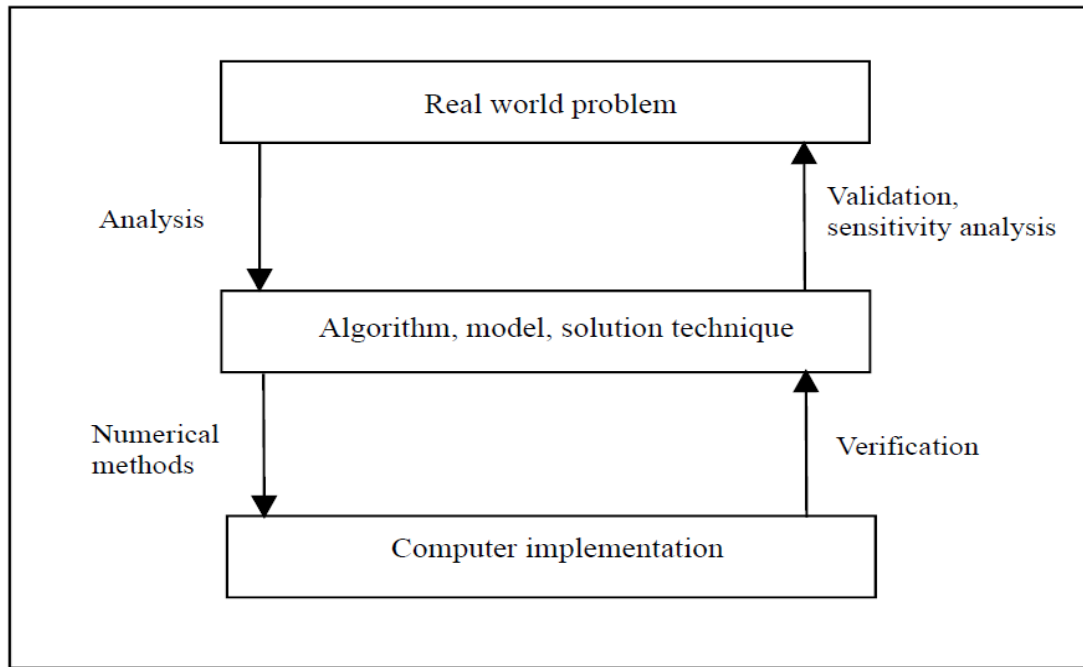 Real world problem
Analysis
Validation,
sensitivity analysis
Algorithm, model, solution technique
Numerical
methods
Verification
Computer implementation